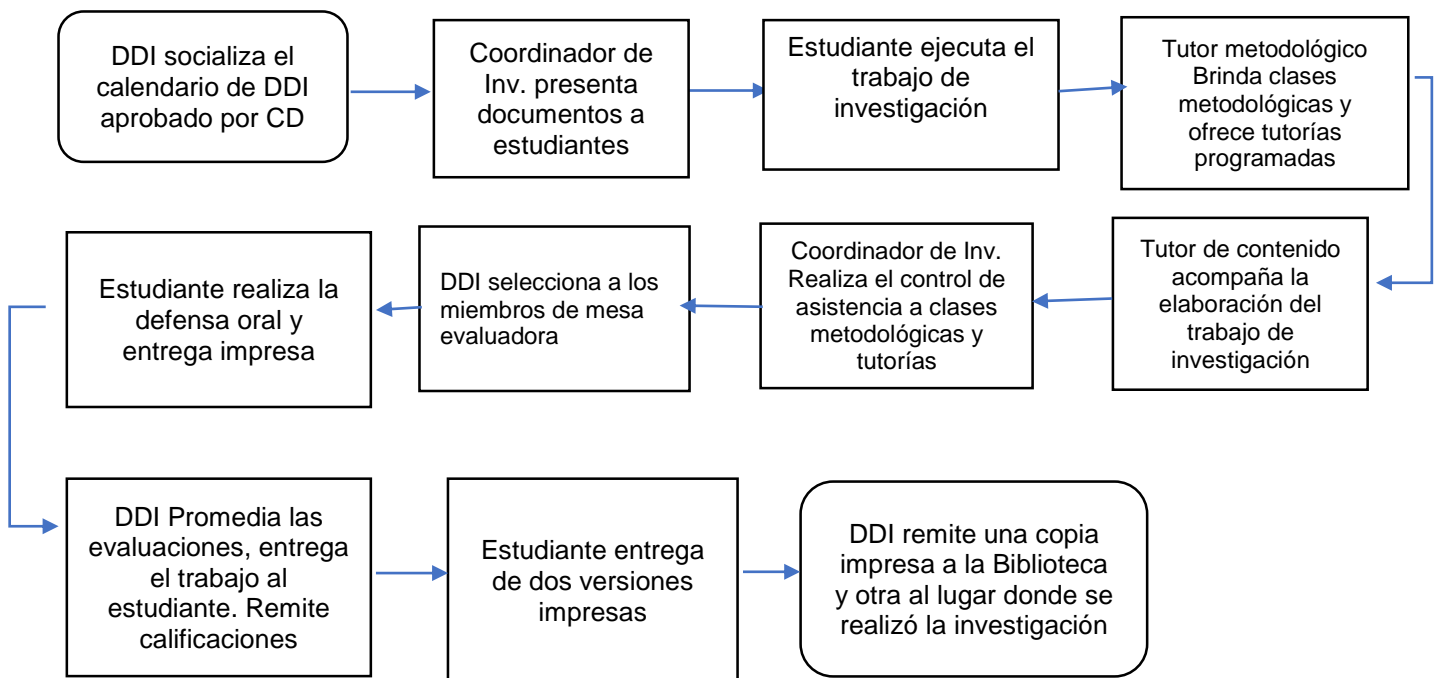 DDI socializa el
calendario de DDI
aprobado por CD
Coordinador de
Inv. presenta
documentos a
estudiantes
Estudiante ejecuta el
trabajo de
investigación
Tutor metodológico
Brinda clases
metodológicas y
ofrece tutorías
programadas
Estudiante realiza la
defensa oral y
entrega impresa
DDI selecciona a los
miembros de mesa
evaluadora
Coordinador de Inv.
Realiza el control de
asistencia a clases
metodológicas y
tutorías
Tutor de contenido
acompaña la
elaboración del
trabajo de
investigación
DDI Promedia las
evaluaciones, entrega
el trabajo al
estudiante. Remite
calificaciones
Estudiante entrega
de dos versiones
impresas
DDI remite una copia
impresa a la Biblioteca
y otra al lugar donde se
realizó la investigación